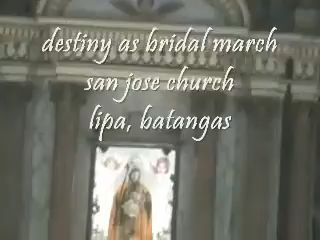 destiny as bridal march
san jose church
lipa, batangas